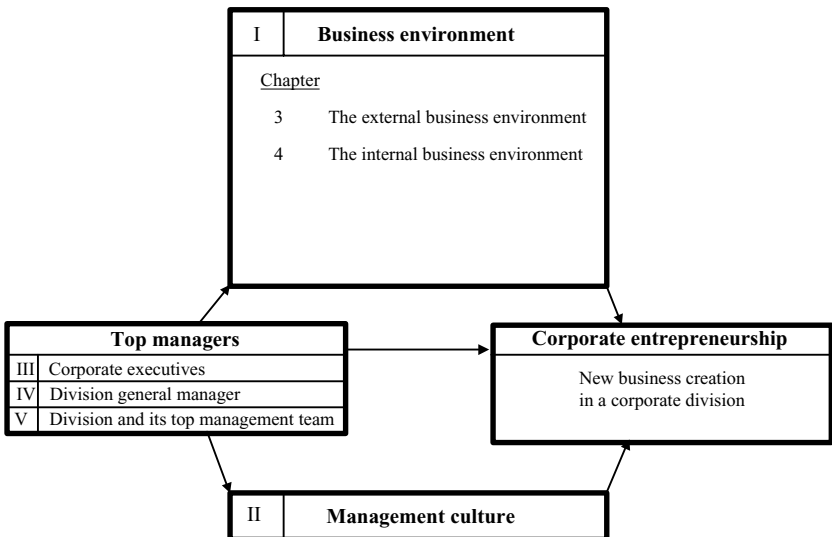 I Business environment
Chapter
3 The external business environment
4 The internal business environment
Top managers
III Corporate executives
IV Division general manager
V Division and its top management team
Corporate entrepreneurship
New business creation
in a corporate division
II Management culture